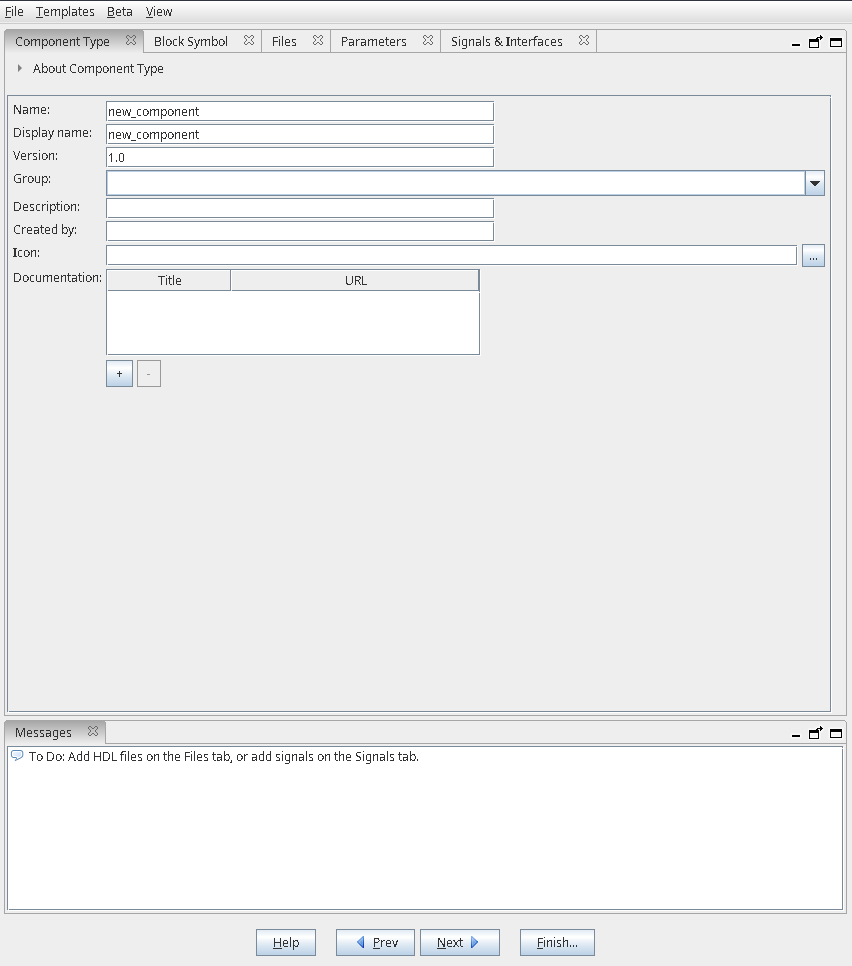 File Templates Beta View
Component Type Block Symbol Files Parameters Signals & Interfaces
About Component Type
Name: new_component
Display name: new_component
Version: 1.0
Group:
Description:
Created by:
Icon: ...
Documentation: Title URL
+ -
Messages
To Do: Add HDL files on the Files tab, or add signals on the Signals tab.
Help Prev Next Finish...